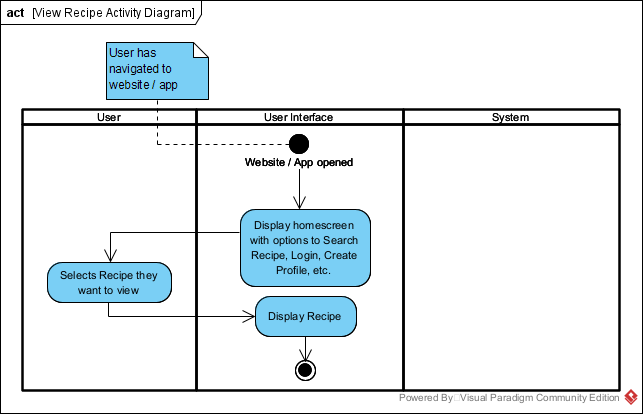 act [View Recipe Activity Diagram]
User has
navigated to
website / app
User
User Interface
System
Website / App opened
Display homescreen
with options to Search
Recipe, Login, Create
Profile, etc.
Selects Recipe they
want to view
Display Recipe
Powered By Visual Paradigm Community Edition